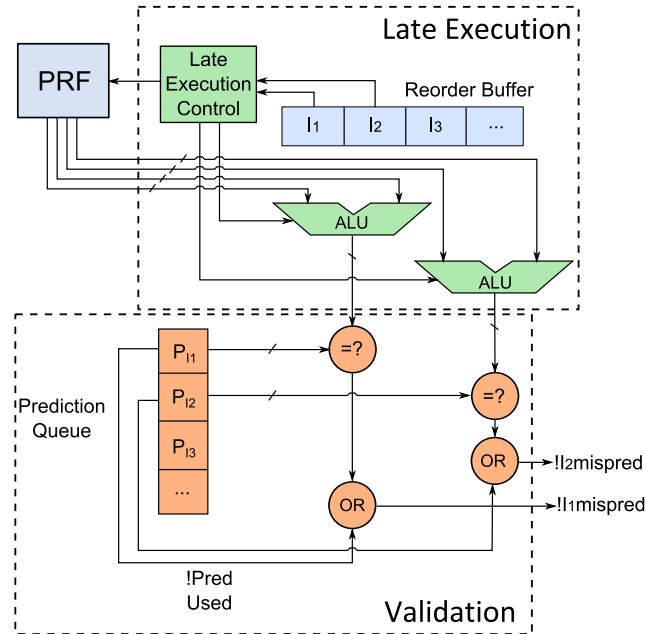 Late Execution
PRF
Late
Execution
Control
Reorder Buffer
I1 I2 I3 ...
ALU
ALU
Prediction
Queue
PI1
PI2
PI3
...
=?
=?
OR
OR
!I2mispred
!I1mispred
!Pred
Used
Validation